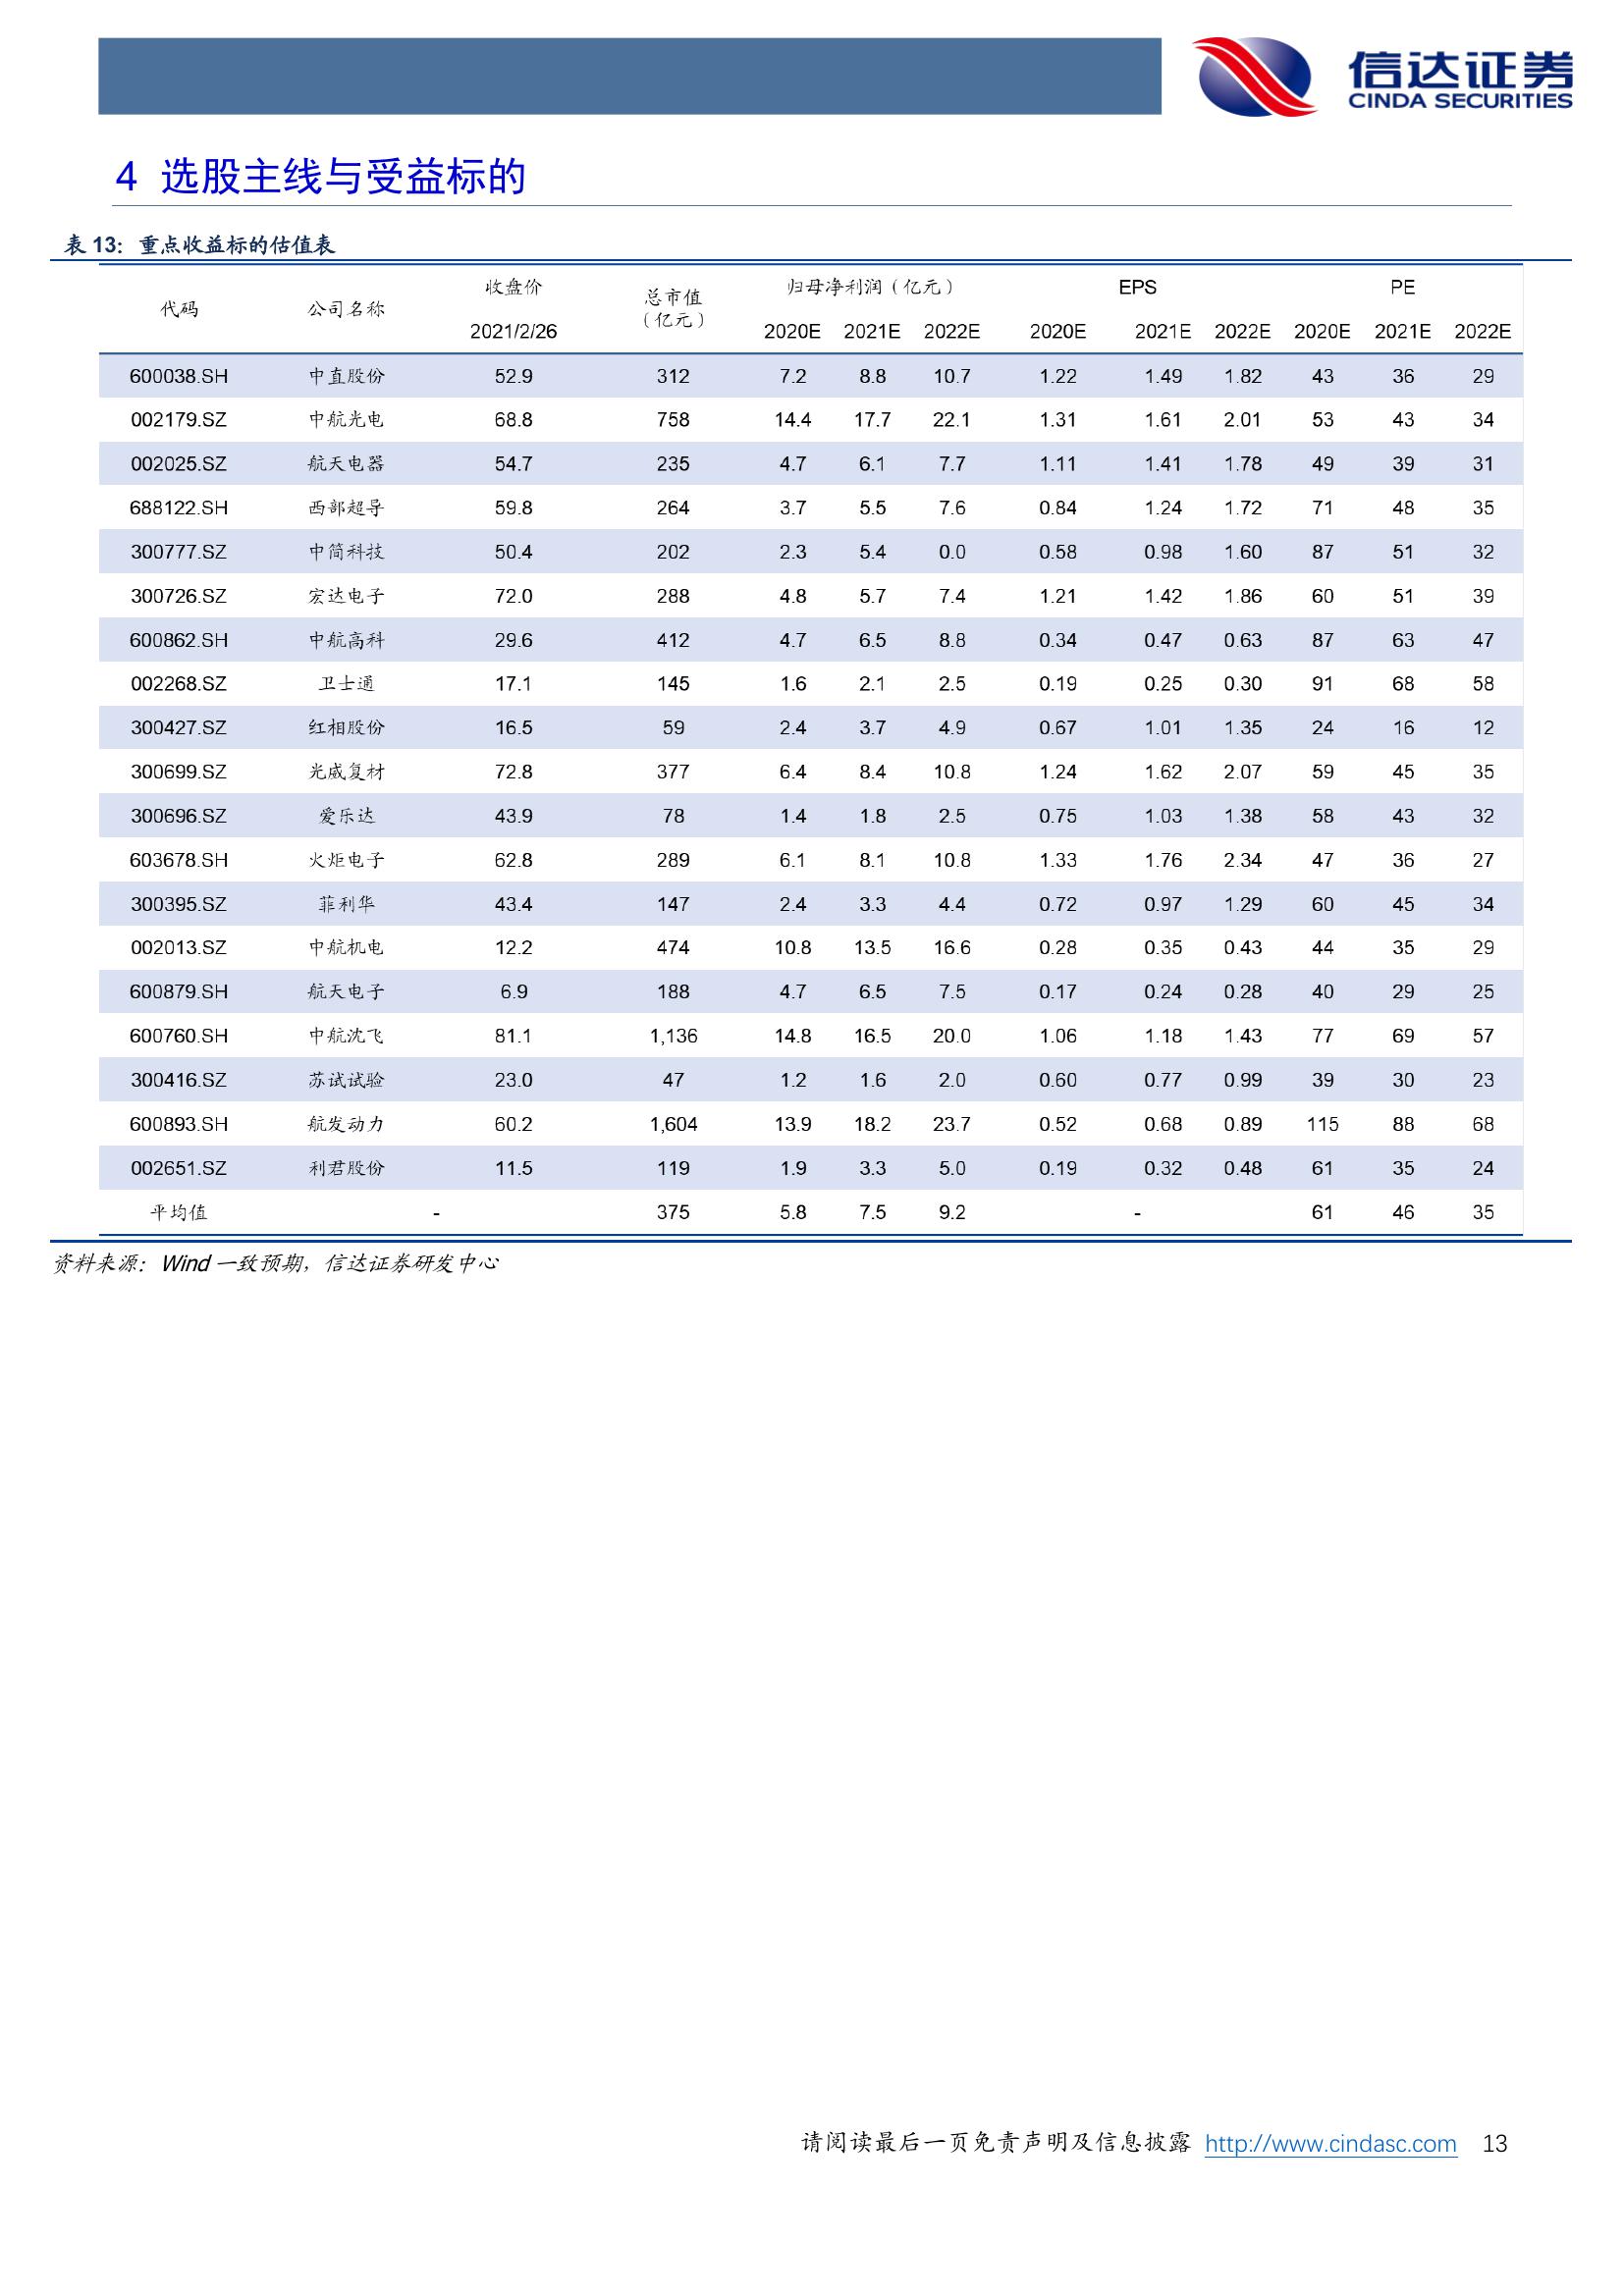 信达证券
CINDA SECURITIES
4 选股主线与受益标的
表 13：重点收益标的估值表
代码 公司名称 收盘价 总市值（亿元） 归母净利润（亿元） EPS PE
2021/2/26 2020E 2021E 2022E 2020E 2021E 2022E 2020E 2021E 2022E
600038.SH 中直股份 52.9 312 7.2 8.8 10.7 1.22 1.49 1.82 43 36 29
002179.SZ 中航光电 68.8 758 14.4 17.7 22.1 1.31 1.61 2.01 53 43 34
002025.SZ 航天电器 54.7 235 4.7 6.1 7.7 1.11 1.41 1.78 49 39 31
688122.SH 西部超导 59.8 264 3.7 5.5 7.6 0.84 1.24 1.72 71 48 35
300777.SZ 中简科技 50.4 202 2.3 5.4 0.0 0.58 0.98 1.60 87 51 32
300726.SZ 宏达电子 72.0 288 4.8 5.7 7.4 1.21 1.42 1.86 60 51 39
600862.SH 中航高科 29.6 412 4.7 6.5 8.8 0.34 0.47 0.63 87 63 47
002268.SZ 卫士通 17.1 145 1.6 2.1 2.5 0.19 0.25 0.30 91 68 58
300427.SZ 红相股份 16.5 59 2.4 3.7 4.9 0.67 1.01 1.35 24 16 12
300699.SZ 光威复材 72.8 377 6.4 8.4 10.8 1.24 1.62 2.07 59 45 35
300696.SZ 爱乐达 43.9 78 1.4 1.8 2.5 0.75 1.03 1.38 58 43 32
603678.SH 火炬电子 62.8 289 6.1 8.1 10.8 1.33 1.76 2.34 47 36 27
300395.SZ 菲利华 43.4 147 2.4 3.3 4.4 0.72 0.97 1.29 60 45 34
002013.SZ 中航机电 12.2 474 10.8 13.5 16.6 0.28 0.35 0.43 44 35 29
600879.SH 航天电子 6.9 188 4.7 6.5 7.5 0.17 0.24 0.28 40 29 25
600760.SH 中航沈飞 81.1 1,136 14.8 16.5 20.0 1.06 1.18 1.43 77 69 57
300416.SZ 苏试试验 23.0 47 1.2 1.6 2.0 0.60 0.77 0.99 39 30 23
600893.SH 航发动力 60.2 1,604 13.9 18.2 23.7 0.52 0.68 0.89 115 88 68
002651.SZ 利君股份 11.5 119 1.9 3.3 5.0 0.19 0.32 0.48 61 35 24
平均值 - 375 5.8 7.5 9.2 - 61 46 35
资料来源：Wind 一致预期，信达证券研发中心
请阅读最后一页免责声明及信息披露 http://www.cindasc.com 13